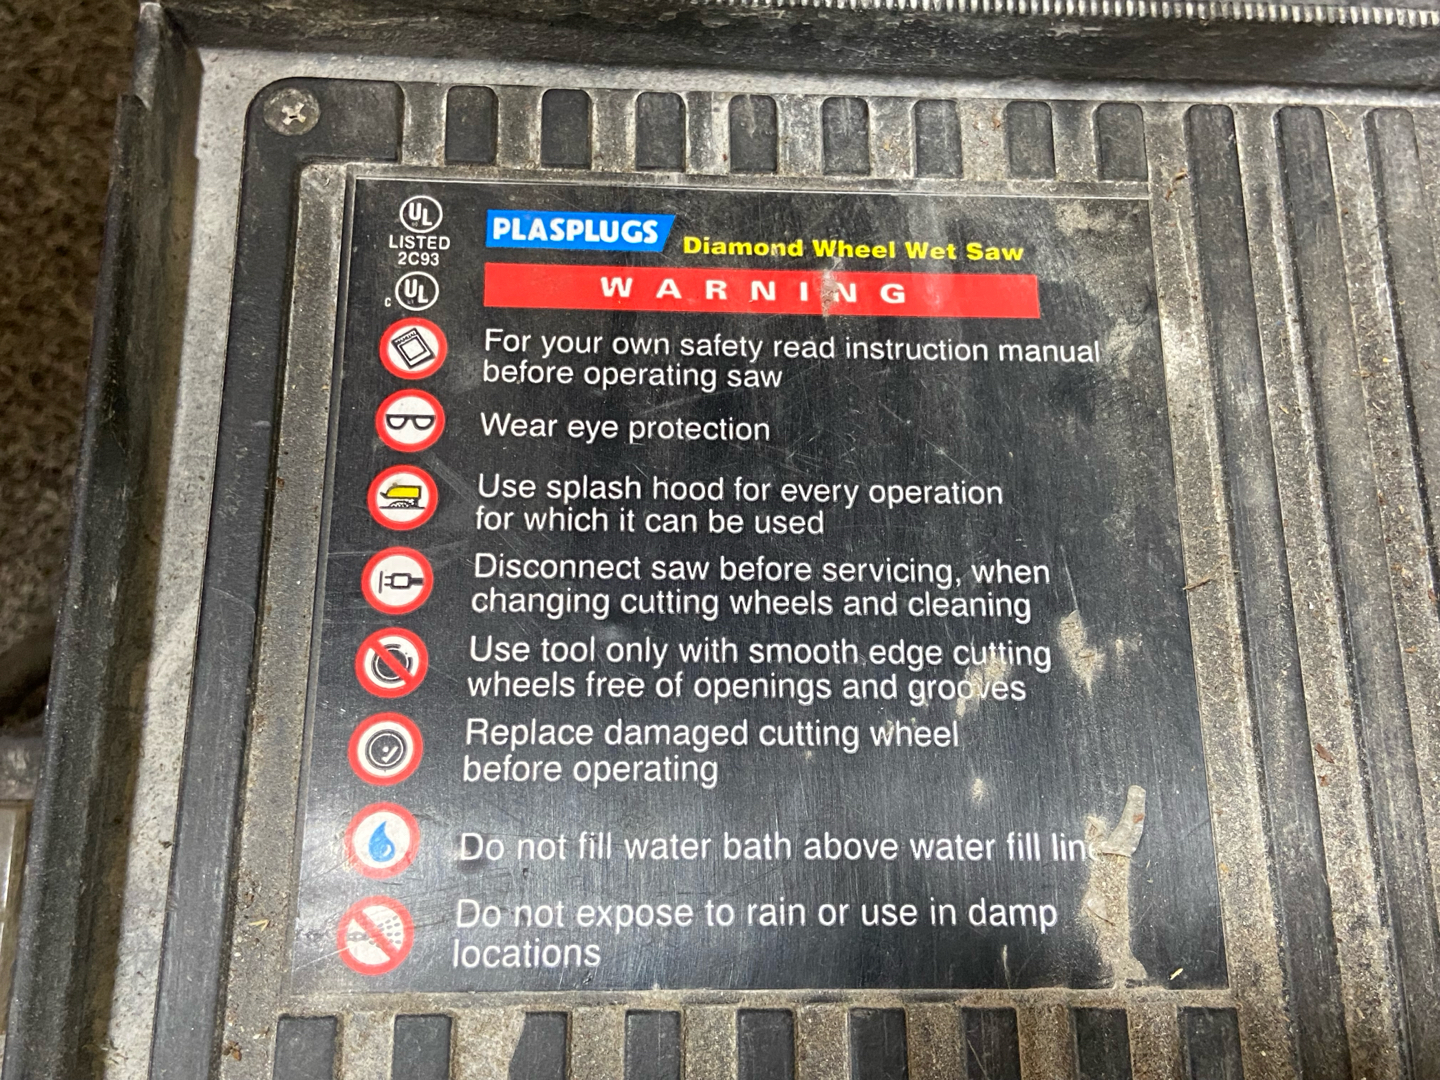 UL
LISTED
2C93
c UL
PLASPLUGS Diamond Wheel Wet Saw
WARNING
For your own safety read instruction manual
before operating saw
Wear eye protection
Use splash hood for every operation
for which it can be used
Disconnect saw before servicing, when
changing cutting wheels and cleaning
Use tool only with smooth edge cutting
wheels free of openings and grooves
Replace damaged cutting wheel
before operating
Do not fill water bath above water fill line
Do not expose to rain or use in damp
locations